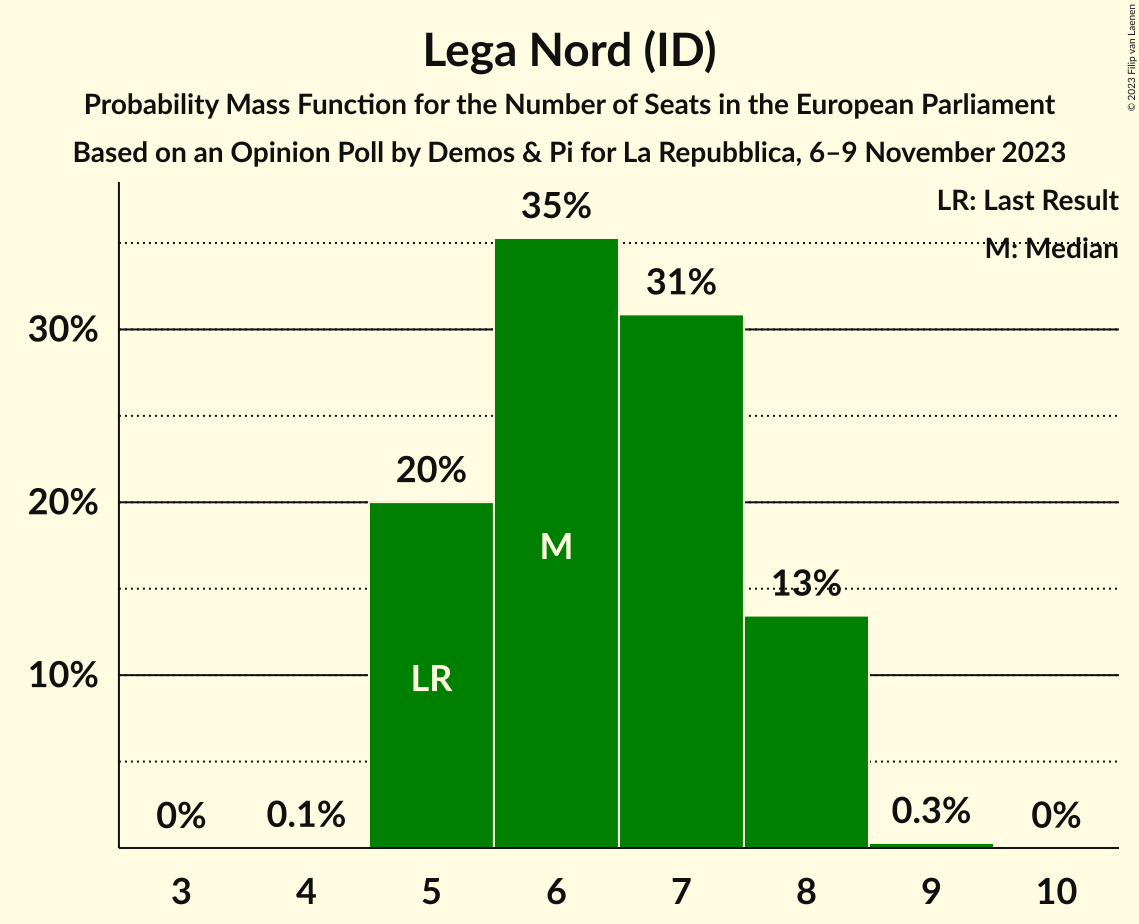 Lega Nord (ID)
Probability Mass Function for the Number of Seats in the European Parliament
Based on an Opinion Poll by Demos & Pi for La Repubblica, 6–9 November 2023
© 2023 Filip van Laenen
LR: Last Result
M: Median
35%
31%
30%
20%
20%
M
13%
LR
10%
0%
0.1%
0.3%
0%
3 4 5 6 7 8 9 10